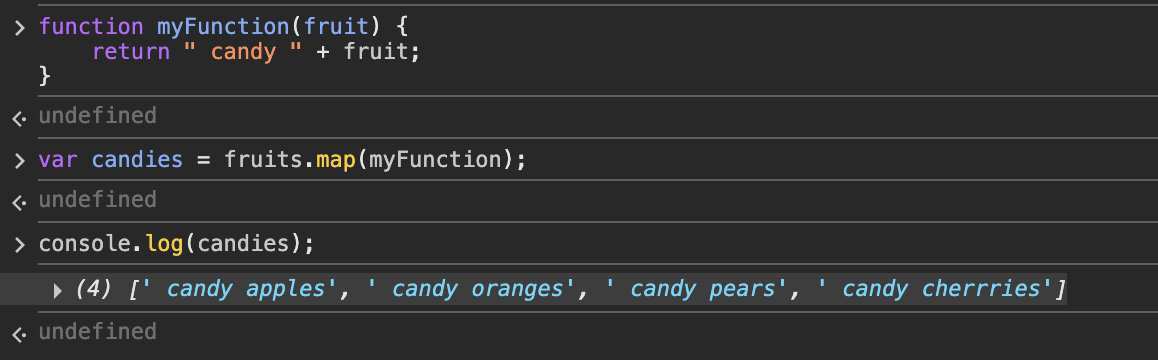 function myFunction(fruit) {
    return " candy " + fruit;
}
undefined
var candies = fruits.map(myFunction);
undefined
console.log(candies);
(4) [' candy apples', ' candy oranges', ' candy pears', ' candy cherrries']
undefined